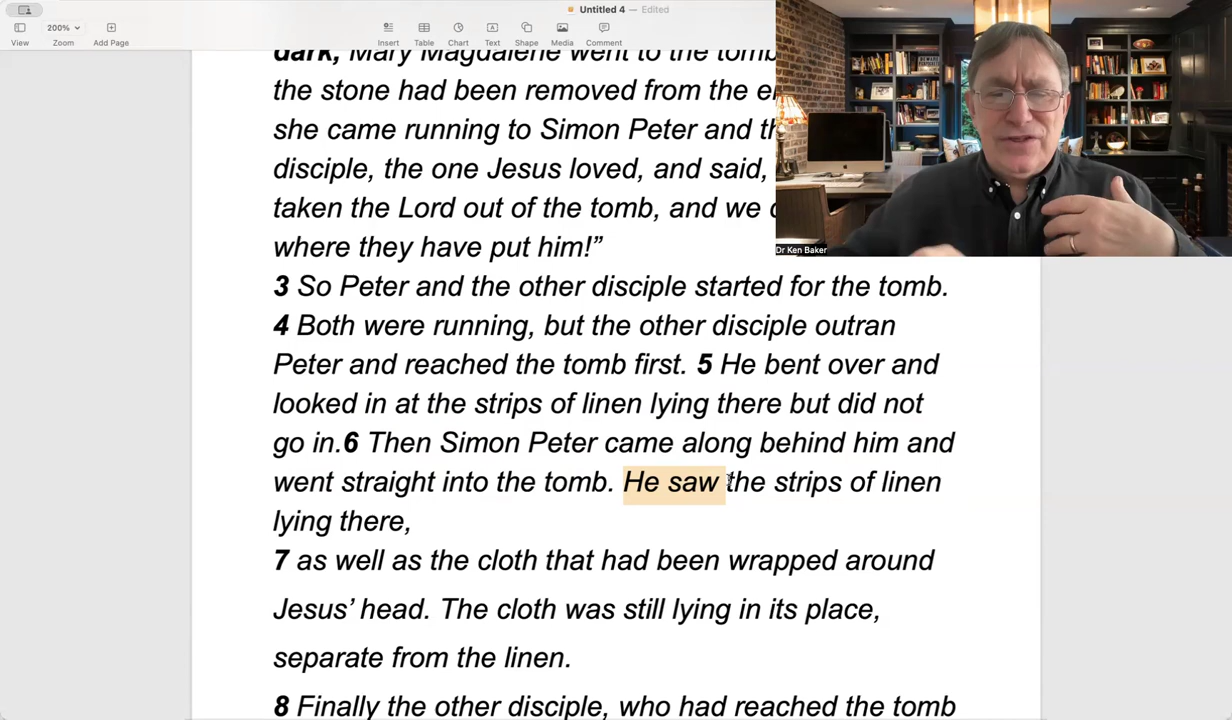 Untitled 4 — Edited
200%
View
Zoom
Add Page
Insert
Table
Chart
Text
Shape
Media
Comment
dark, Mary Magdalene went to the tomb
the stone had been removed from the
she came running to Simon Peter and
disciple, the one Jesus loved, and said,
taken the Lord out of the tomb, and we
where they have put him!”
3 So Peter and the other disciple started for the tomb.
4 Both were running, but the other disciple outran
Peter and reached the tomb first. 5 He bent over and
looked in at the strips of linen lying there but did not
go in.6 Then Simon Peter came along behind him and
went straight into the tomb. He saw the strips of linen
lying there,
7 as well as the cloth that had been wrapped around
Jesus’ head. The cloth was still lying in its place,
separate from the linen.
8 Finally the other disciple, who had reached the tomb
Dr Ken Baker